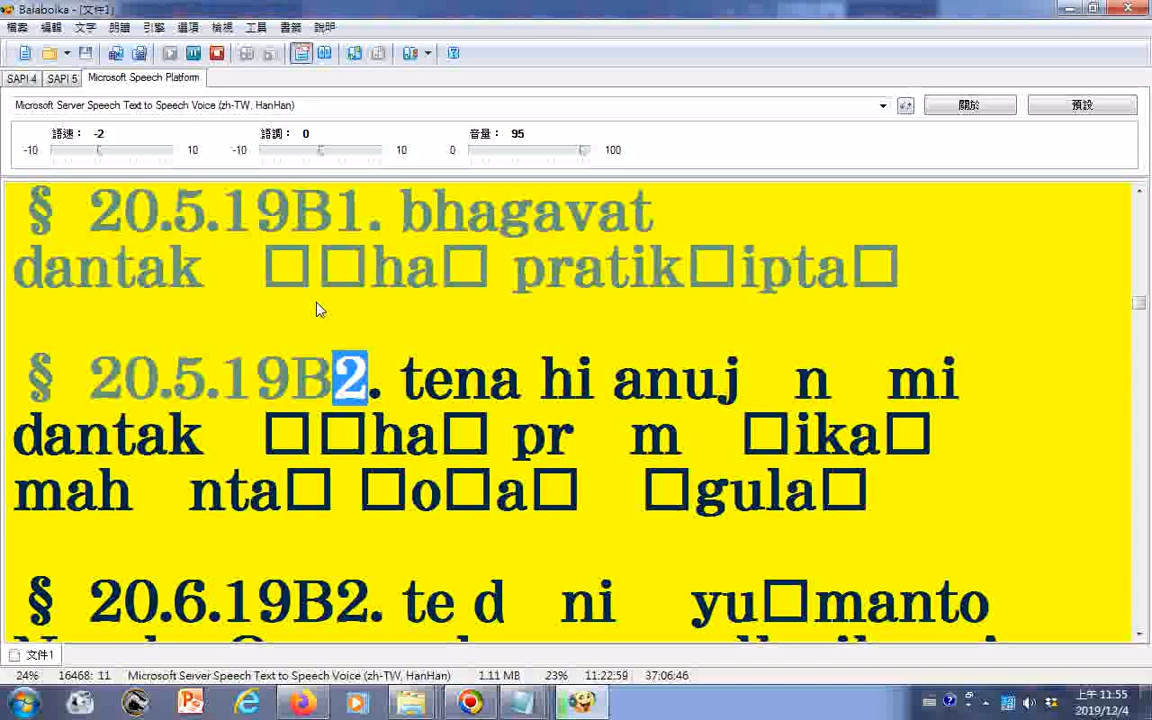 Balabolka - [文件1]
檔案 編輯 文字 朗讀 引擎 選項 檢視 工具 書籤 說明
SAPI 4 SAPI 5 Microsoft Speech Platform
Microsoft Server Speech Text to Speech Voice (zh-TW, HanHan) 關於 預設
語速： -2 語調： 0 音量： 95
-10 10 -10 10 0 100
§ 20.5.19B1. bhagavat
dantak □□ha□ pratik□ipta□
§ 20.5.19B2. tena hi anuj n mi
dantak □□ha□ pr m □ika□
mah nta□ □o□a□ □gula□
§ 20.6.19B2. te d ni yu□manto
文件1
24% 16468: 11 Microsoft Server Speech Text to Speech Voice (zh-TW, HanHan) 1.11 MB 23% 11:22:59 37:06:46
上午 11:55
2019/12/4